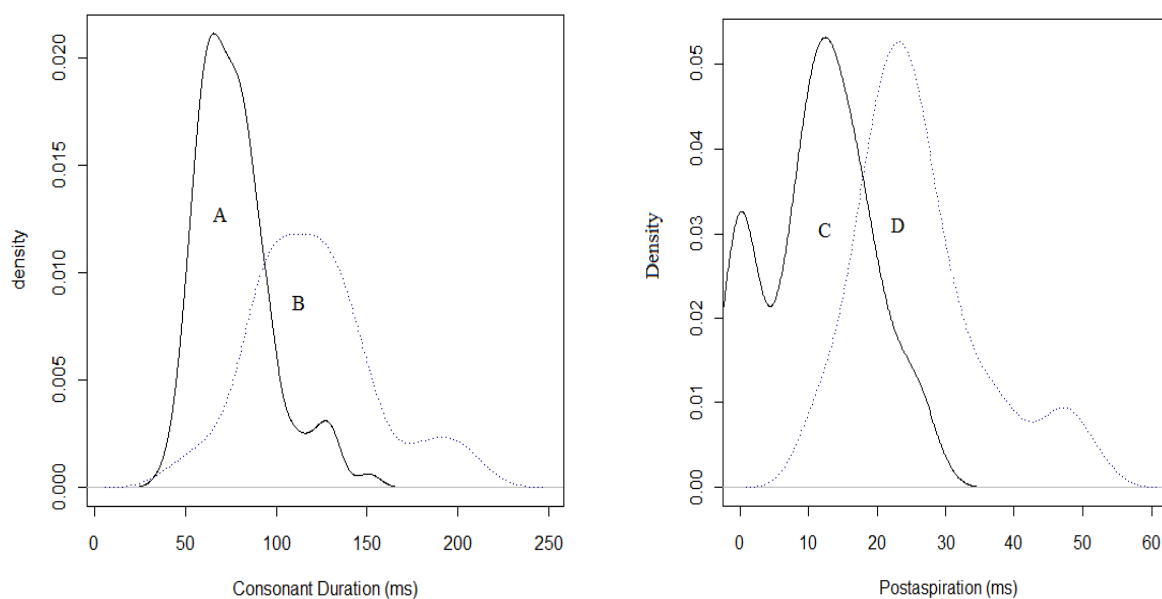 density
0.020
0.015
0.010
0.005
0.000
A
B
0 50 100 150 200 250
Consonant Duration (ms)
Density
0.05
0.04
0.03
0.02
0.01
0.00
C
D
0 10 20 30 40 50 60
Postaspiration (ms)